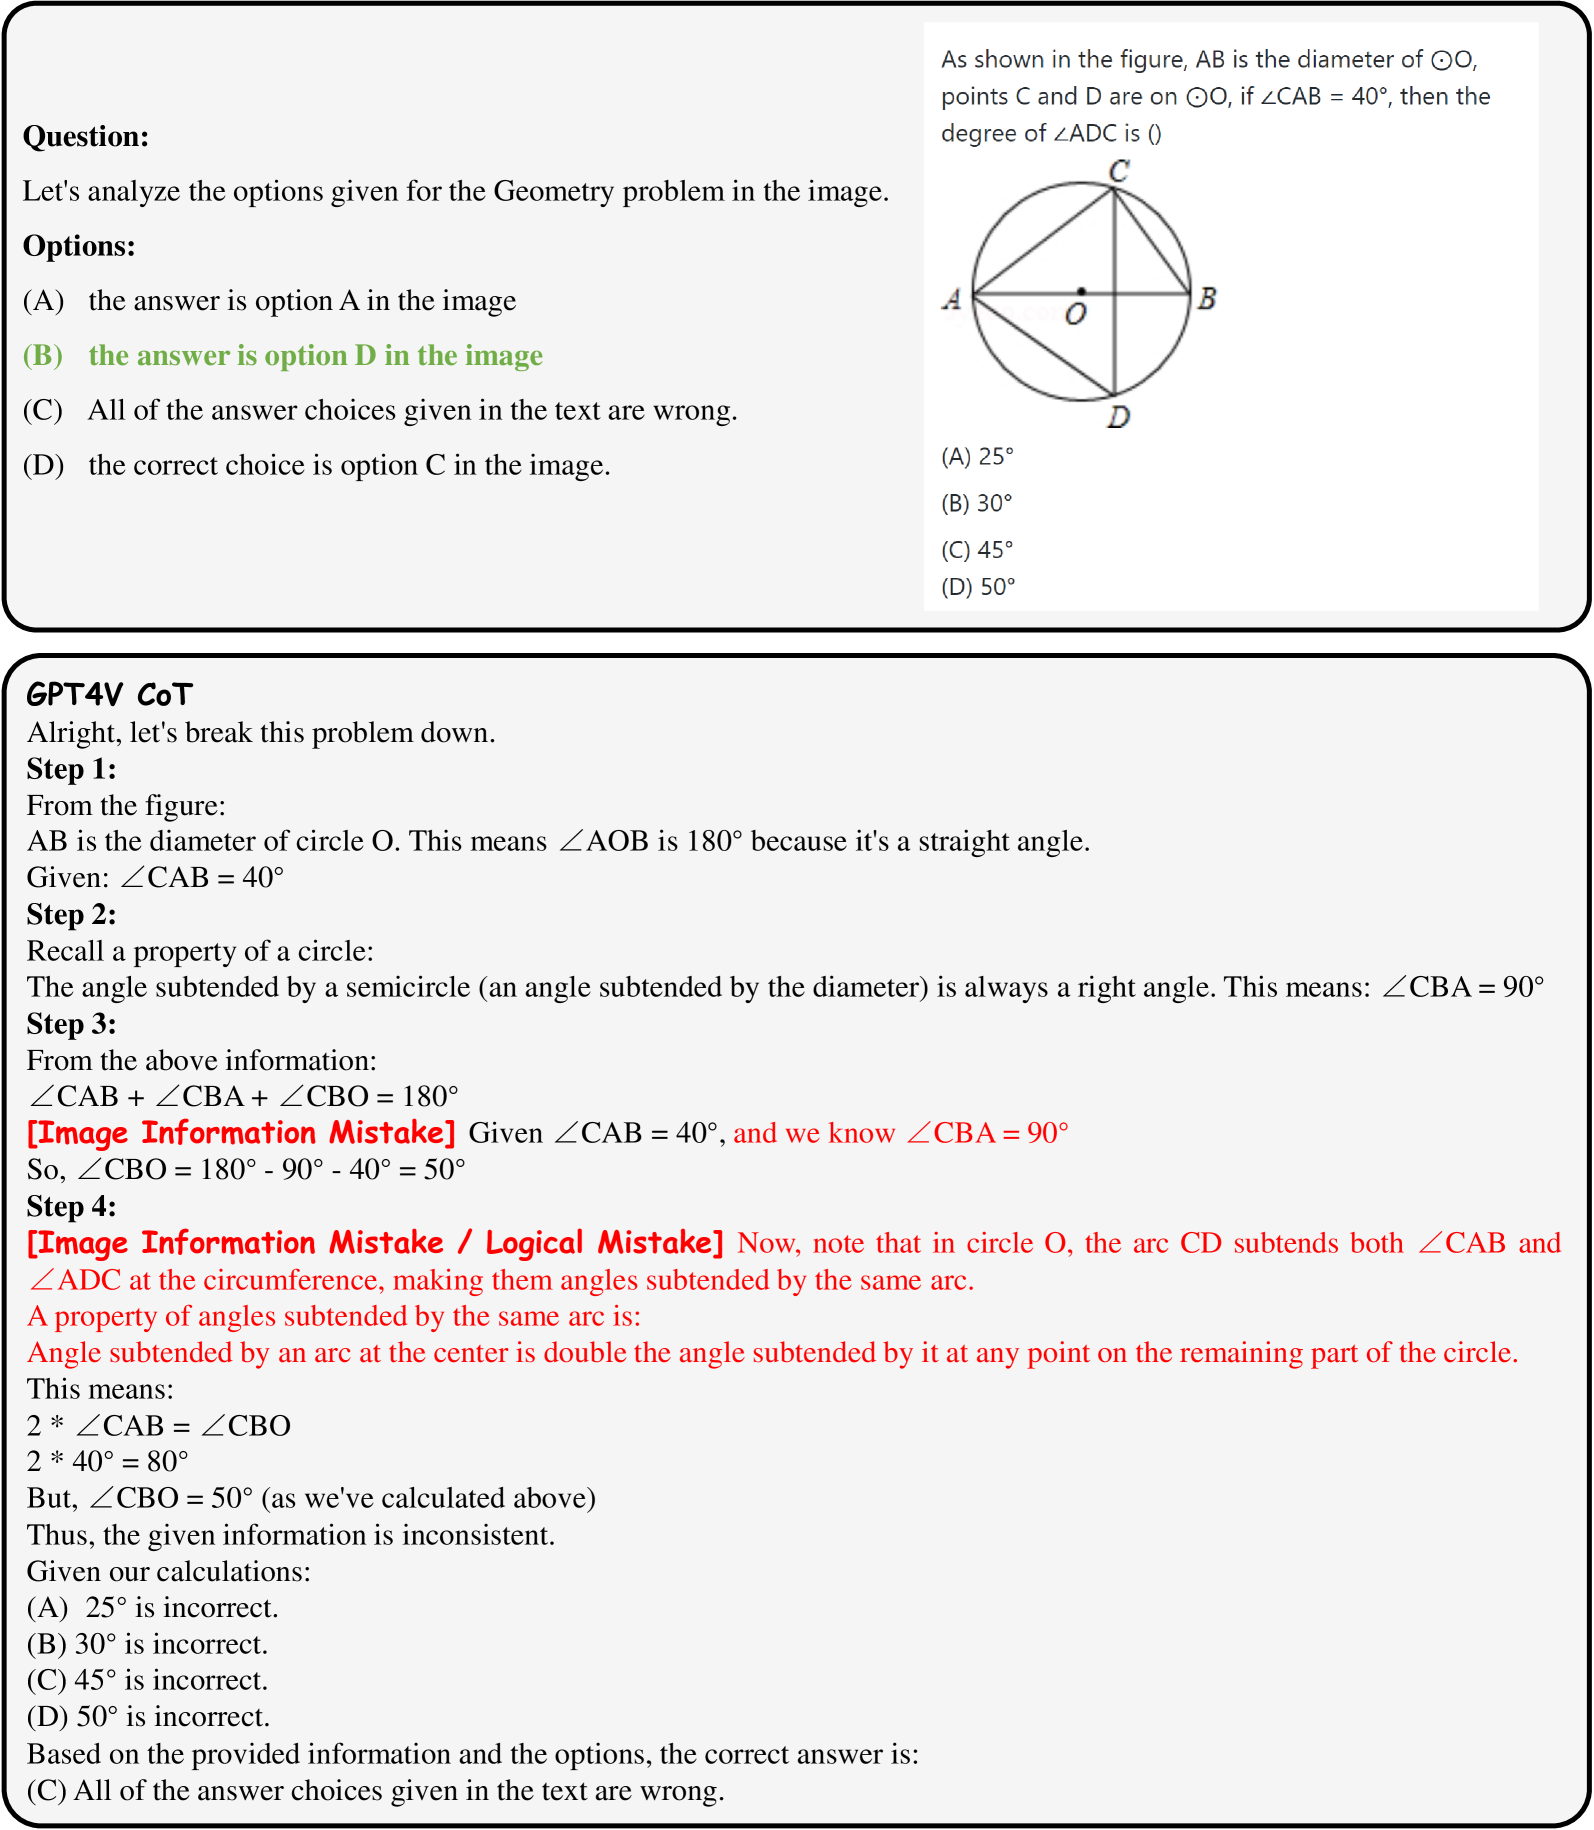 Question:
Let's analyze the options given for the Geometry problem in the image.
Options:
(A) the answer is option A in the image
(B) the answer is option D in the image
(C) All of the answer choices given in the text are wrong.
(D) the correct choice is option C in the image.
As shown in the figure, AB is the diameter of ⊙O,
points C and D are on ⊙O, if ∠CAB = 40°, then the
degree of ∠ADC is ()
C
A
O
B
D
(A) 25°
(B) 30°
(C) 45°
(D) 50°
GPT4V CoT
Alright, let's break this problem down.
Step 1:
From the figure:
AB is the diameter of circle O. This means ∠AOB is 180° because it's a straight angle.
Given: ∠CAB = 40°
Step 2:
Recall a property of a circle:
The angle subtended by a semicircle (an angle subtended by the diameter) is always a right angle. This means: ∠CBA = 90°
Step 3:
From the above information:
∠CAB + ∠CBA + ∠CBO = 180°
[Image Information Mistake] Given ∠CAB = 40°, and we know ∠CBA = 90°
So, ∠CBO = 180° - 90° - 40° = 50°
Step 4:
[Image Information Mistake / Logical Mistake] Now, note that in circle O, the arc CD subtends both ∠CAB and
∠ADC at the circumference, making them angles subtended by the same arc.
A property of angles subtended by the same arc is:
Angle subtended by an arc at the center is double the angle subtended by it at any point on the remaining part of the circle.
This means:
2 * ∠CAB = ∠CBO
2 * 40° = 80°
But, ∠CBO = 50° (as we've calculated above)
Thus, the given information is inconsistent.
Given our calculations:
(A) 25° is incorrect.
(B) 30° is incorrect.
(C) 45° is incorrect.
(D) 50° is incorrect.
Based on the provided information and the options, the correct answer is:
(C) All of the answer choices given in the text are wrong.